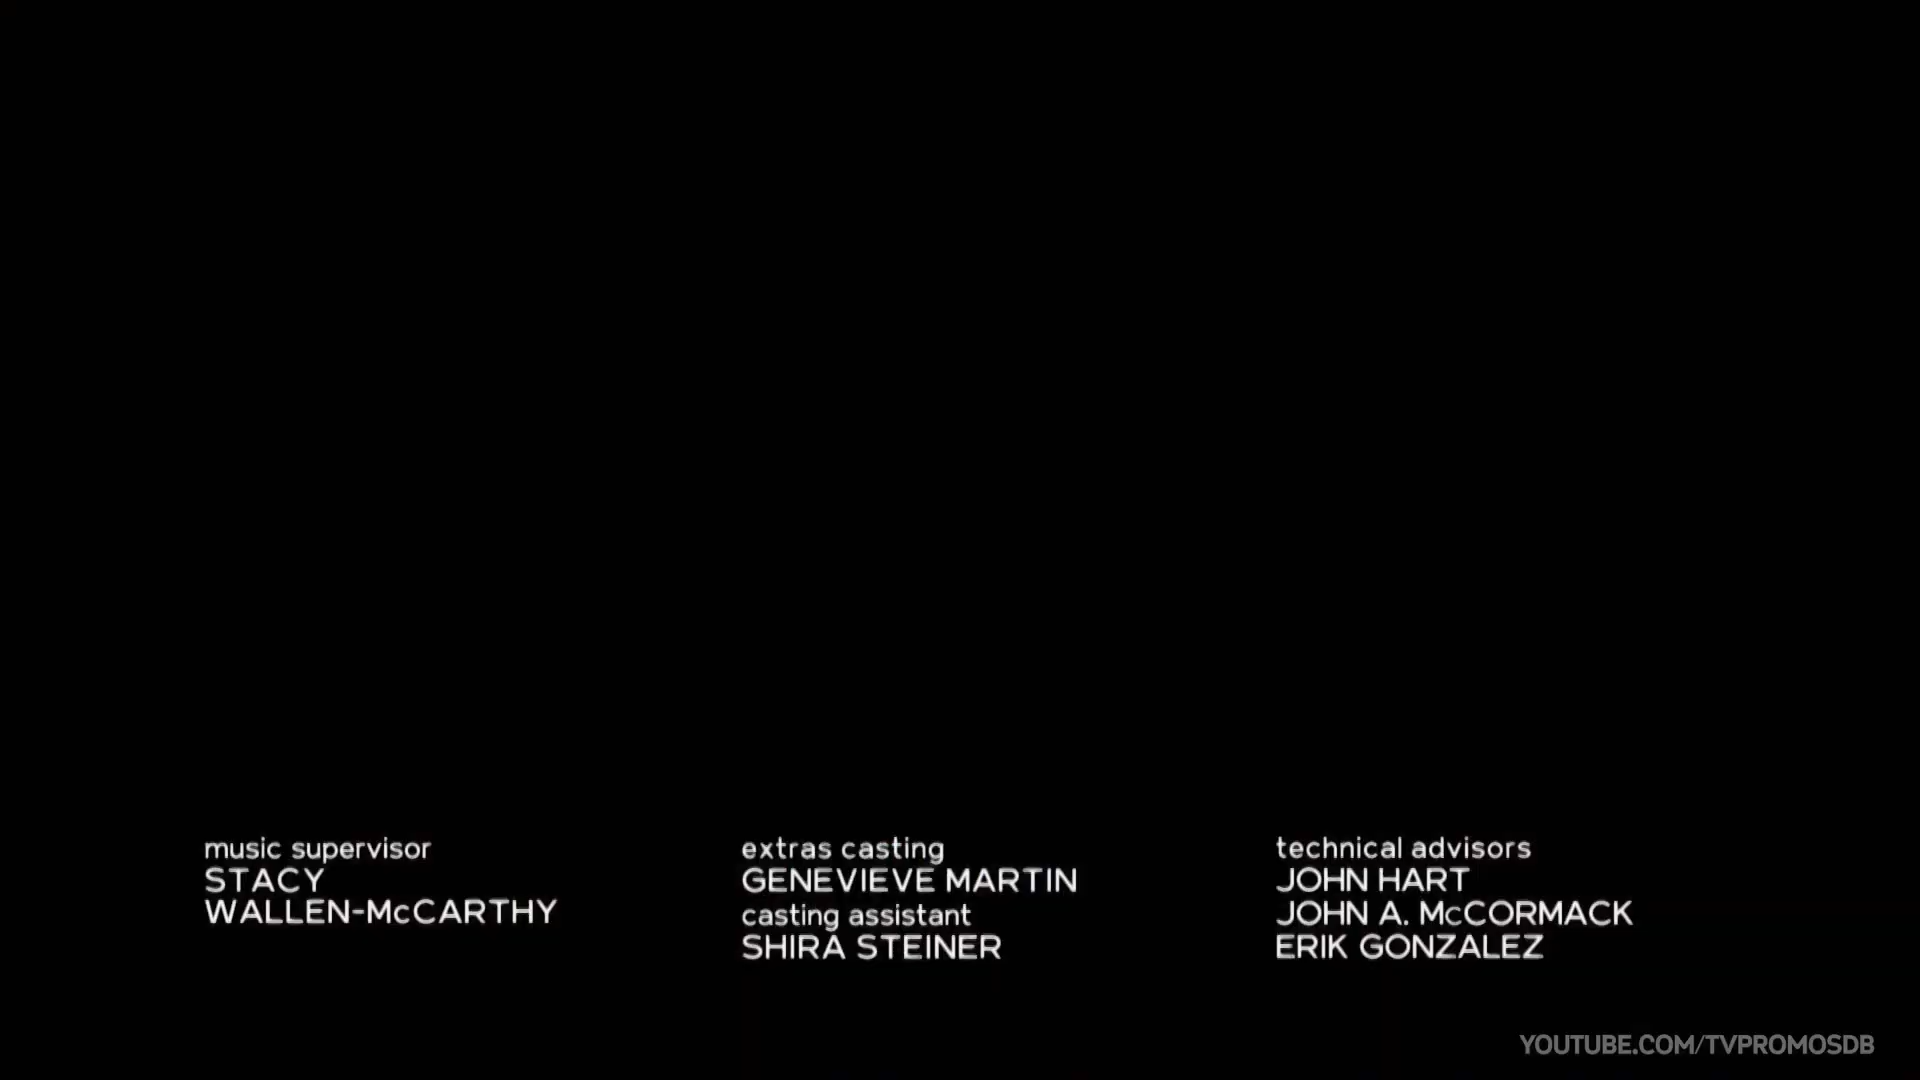 music supervisor
STACY
WALLEN-McCARTHY
extras casting
GENEVIEVE MARTIN
casting assistant
SHIRA STEINER
technical advisors
JOHN HART
JOHN A. McCORMACK
ERIK GONZALEZ
YOUTUBE.COM/TVPROMOSDB